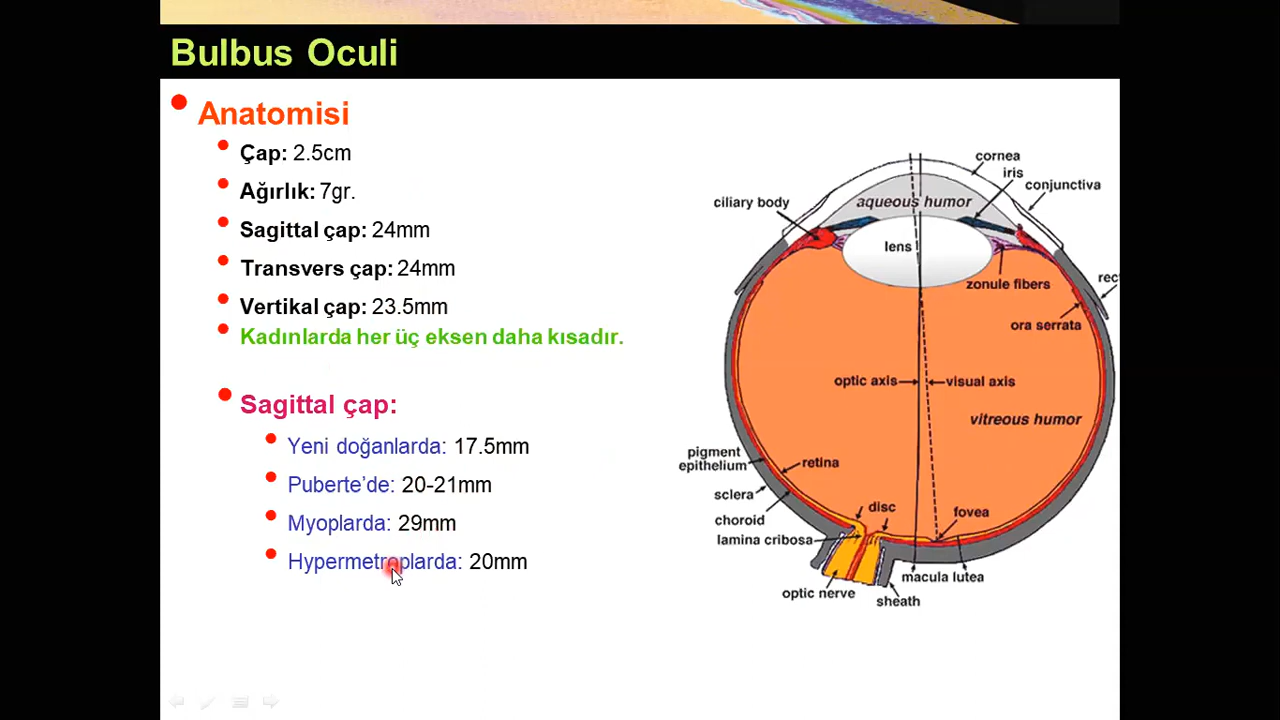 Bulbus Oculi
Anatomisi
Çap: 2.5cm
Ağırlık: 7gr.
Sagittal çap: 24mm
Transvers çap: 24mm
Vertikal çap: 23.5mm
Kadınlarda her üç eksen daha kısadır.
Sagittal çap:
Yeni doğanlarda: 17.5mm
Puberte’de: 20-21mm
Myoplarda: 29mm
Hypermetroplarda: 20mm
cornea
iris
conjunctiva
ciliary body
aqueous humor
lens
zonule fibers
ora serrata
optic axis
visual axis
vitreous humor
pigment
epithelium
retina
sclera
choroid
disc
fovea
lamina cribosa
macula lutea
optic nerve
sheath